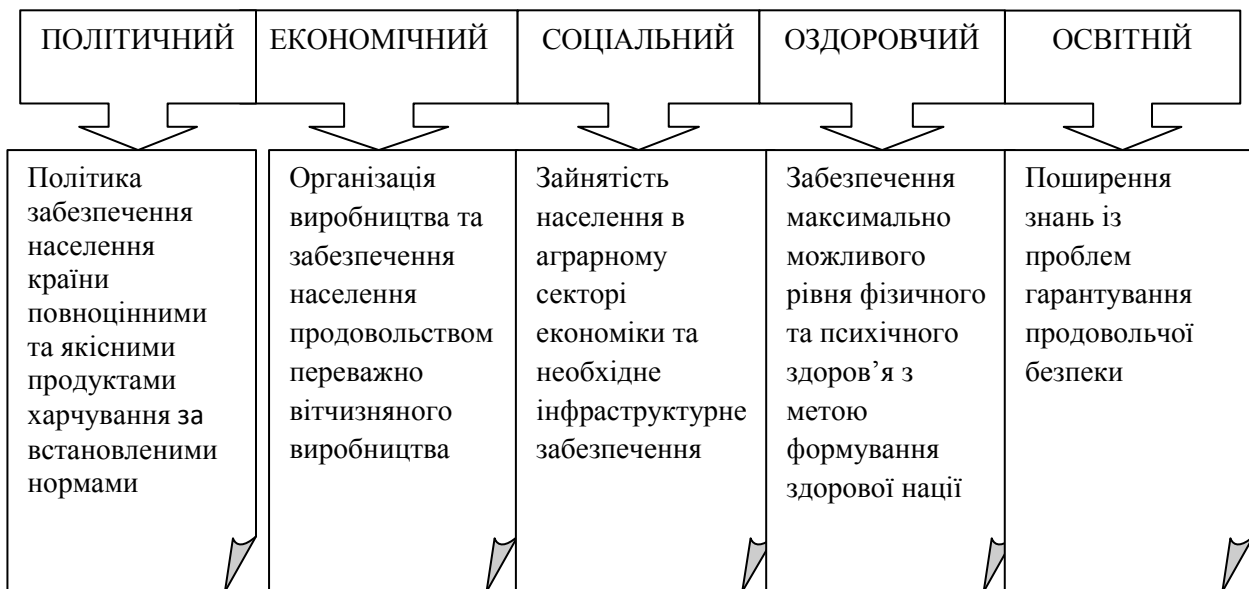 ПОЛІТИЧНИЙ
ЕКОНОМІЧНИЙ
СОЦІАЛЬНИЙ
ОЗДОРОВЧИЙ
ОСВІТНІЙ
Політика
забезпечення
населення
країни
повноцінними
та якісними
продуктами
харчування за
встановленими
нормами
Організація
виробництва та
забезпечення
населення
продовольством
переважно
вітчизняного
виробництва
Зайнятість
населення в
аграрному
секторі
економіки та
необхідне
інфраструктурне
забезпечення
Забезпечення
максимально
можливого
рівня фізичного
та психічного
здоров’я з
метою
формування
здорової нації
Поширення
знань із
проблем
гарантування
продовольчої
безпеки